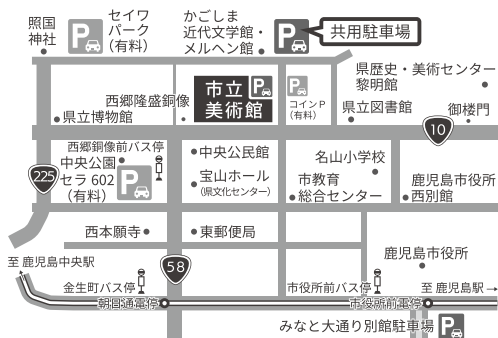 照国
神社
P
セイワ
パーク
(有料)
かごしま
近代文学館・
メルヘン館
P
共用駐車場
県歴史・美術センター
黎明館
西郷隆盛銅像
市立
美術館
P
P
コインP
(有料)
県立博物館
県立図書館
御楼門
10
西郷銅像前バス停
中央公園
セラ602
(有料)
P
225
中央公民館
宝山ホール
(県文化センター)
名山小学校
市教育
総合センター
鹿児島市役所
西別館
西本願寺
東郵便局
至 鹿児島中央駅
58
鹿児島市役所
金生町バス停
市役所前バス停
至 鹿児島駅→
朝日通電停
市役所前電停
みなと大通り別館駐車場
P